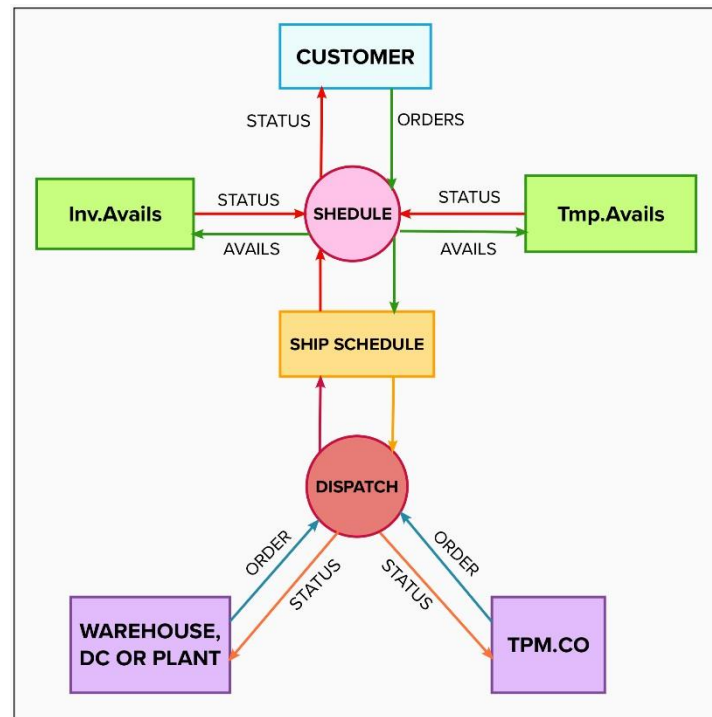 CUSTOMER
STATUS
ORDERS
Inv.Avails
STATUS
SHEDULE
STATUS
Tmp.Avails
AVAILS
AVAILS
SHIP SCHEDULE
DISPATCH
ORDER
STATUS
STATUS
ORDER
WAREHOUSE,
DC OR PLANT
TPM.CO